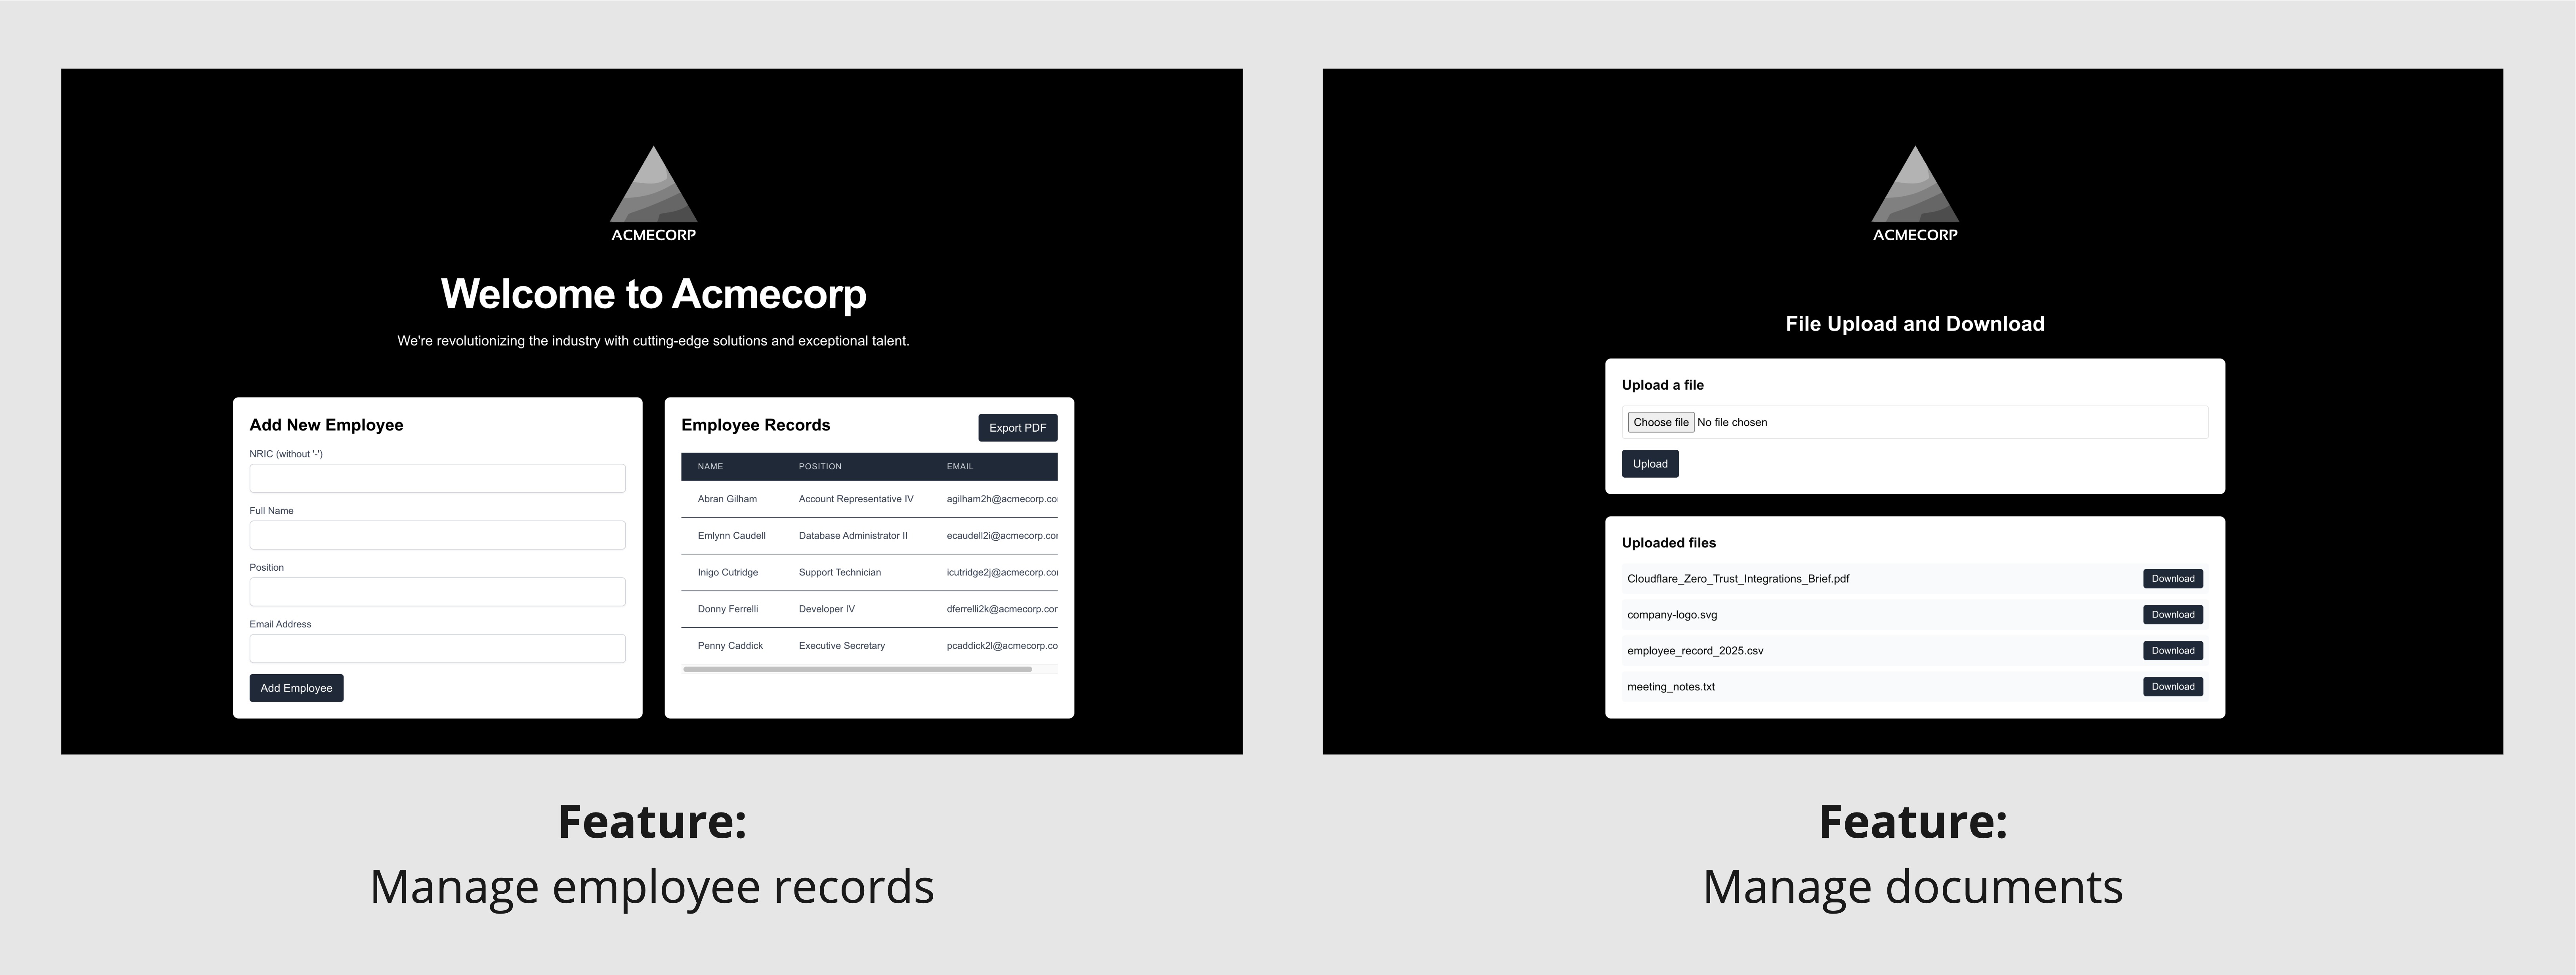 ACMECORP
Welcome to Acmecorp
We're revolutionizing the industry with cutting-edge solutions and exceptional talent.
Add New Employee
NRIC (without '-')
Full Name
Position
Email Address
Add Employee
Employee Records
Export PDF
NAME POSITION EMAIL
Abran Gilham Account Representative IV agilham2h@acmecorp.co
Emlynn Caudell Database Administrator II ecaudell2i@acmecorp.co
Inigo Cutridge Support Technician icutridge2j@acmecorp.co
Donny Ferrelli Developer IV dferrelli2k@acmecorp.co
Penny Caddick Executive Secretary pcaddick2l@acmecorp.co
Feature:
Manage employee records
ACMECORP
File Upload and Download
Upload a file
Choose file No file chosen
Upload
Uploaded files
Cloudflare_Zero_Trust_Integrations_Brief.pdf Download
company-logo.svg Download
employee_record_2025.csv Download
meeting_notes.txt Download
Feature:
Manage documents